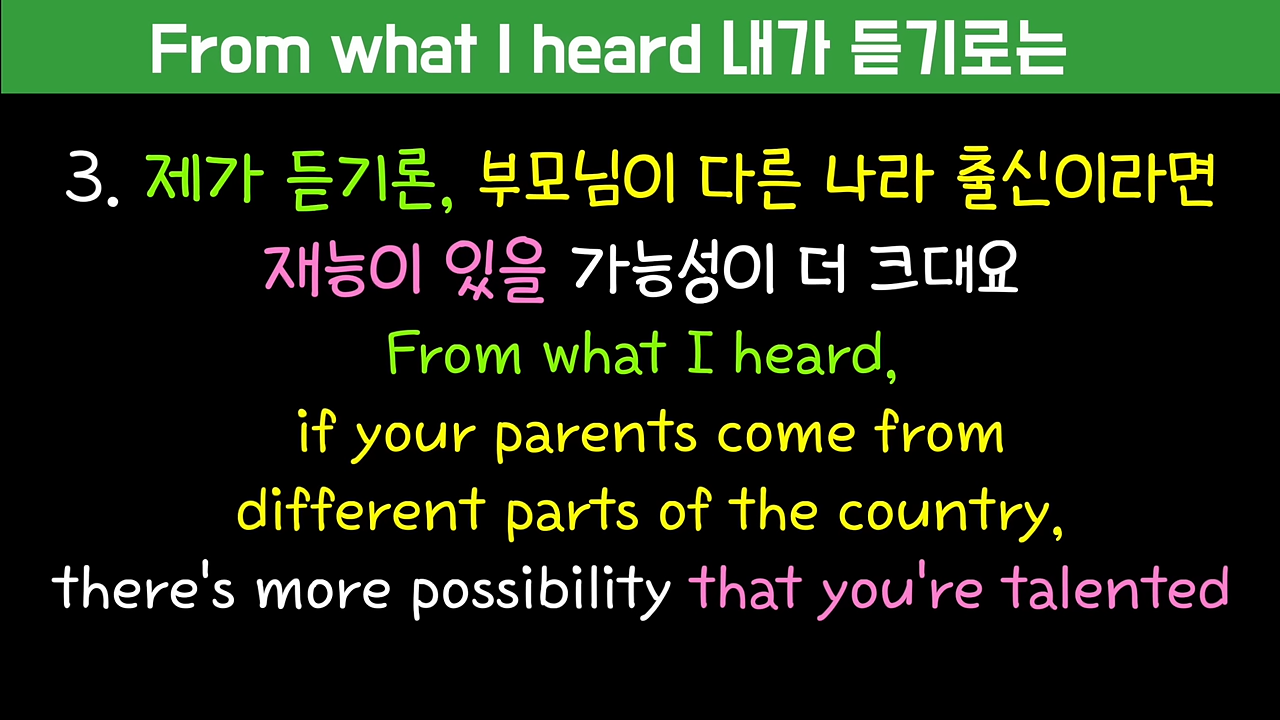 From what I heard 내가 듣기로는
3. 제가 듣기론, 부모님이 다른 나라 출신이라면
재능이 있을 가능성이 더 크대요
From what I heard,
if your parents come from
different parts of the country,
there's more possibility that you're talented